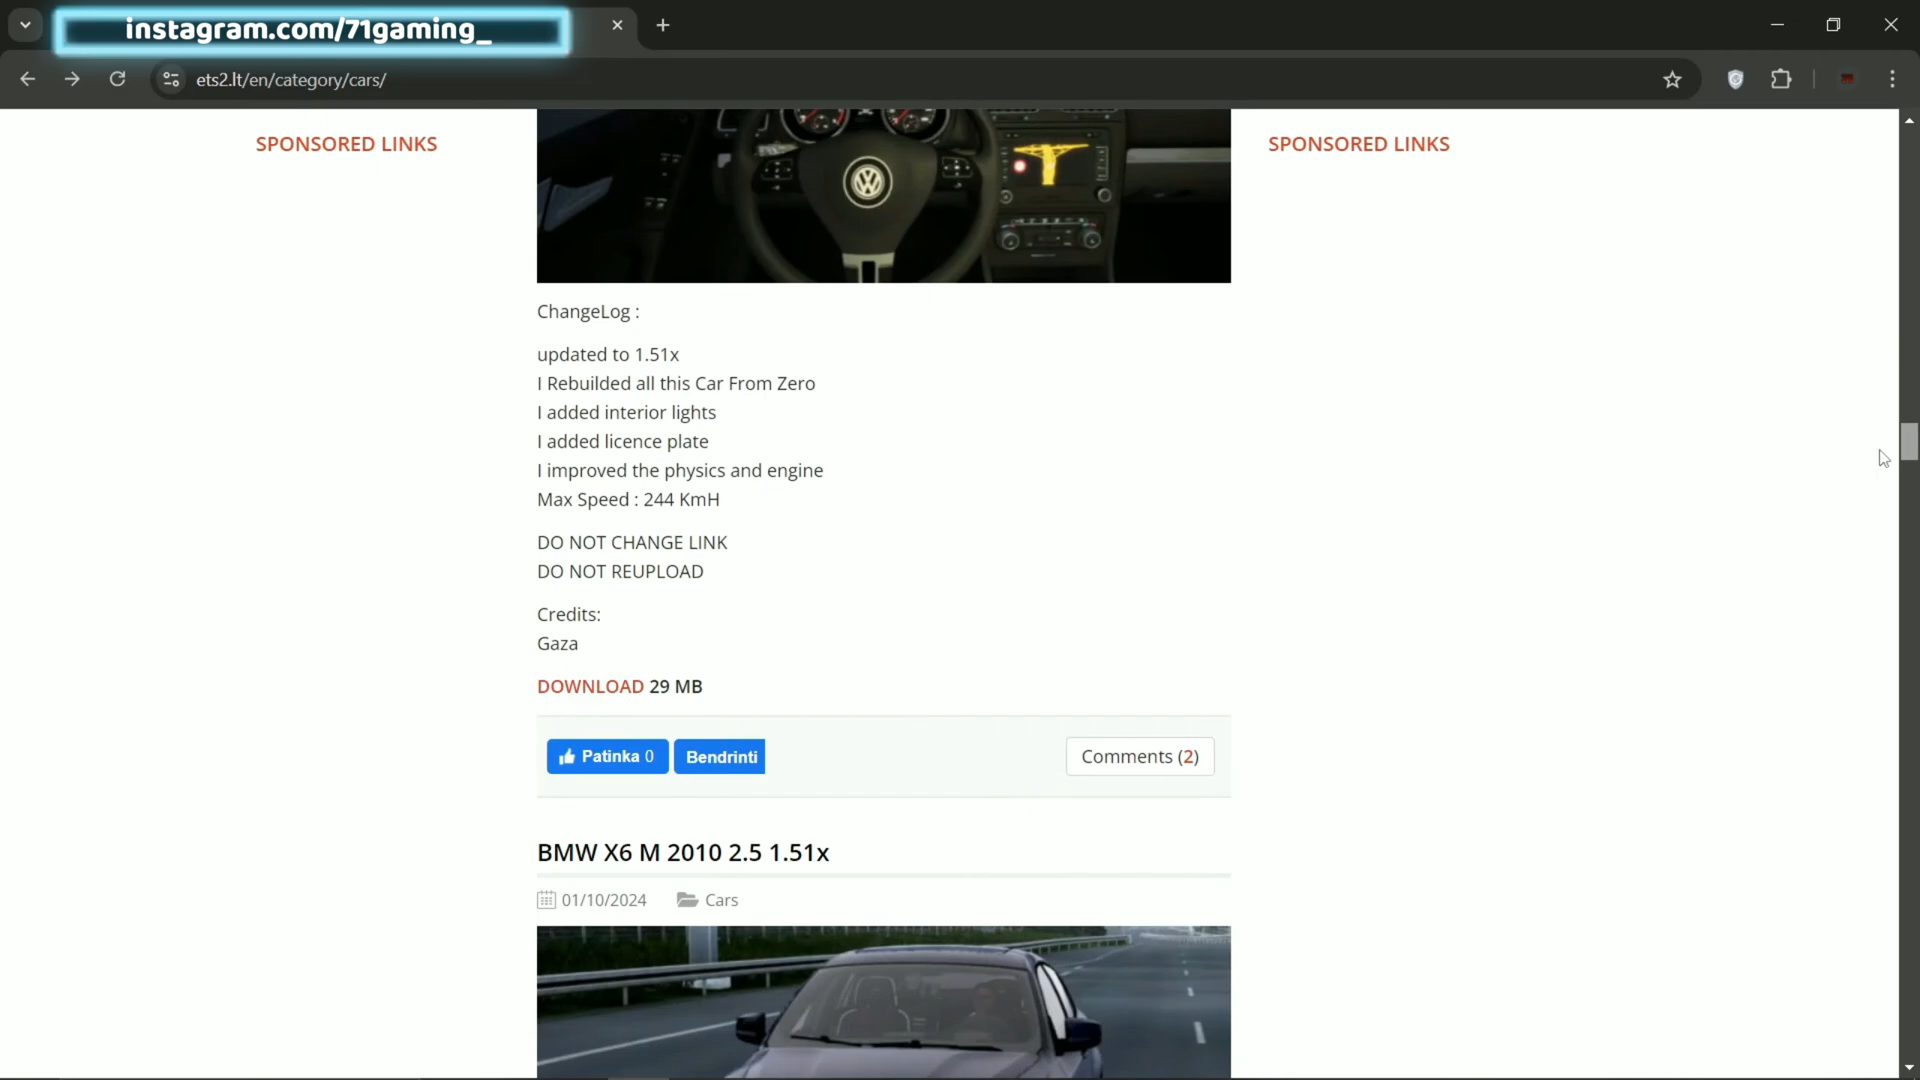 instagram.com/71gaming_
ets2.lt/en/category/cars/
SPONSORED LINKS
SPONSORED LINKS
ChangeLog :
updated to 1.51x
I Rebuilded all this Car From Zero
I added interior lights
I added licence plate
I improved the physics and engine
Max Speed : 244 KmH
DO NOT CHANGE LINK
DO NOT REUPLOAD
Credits:
Gaza
DOWNLOAD 29 MB
Patinka 0
Bendrinti
Comments (2)
BMW X6 M 2010 2.5 1.51x
01/10/2024
Cars